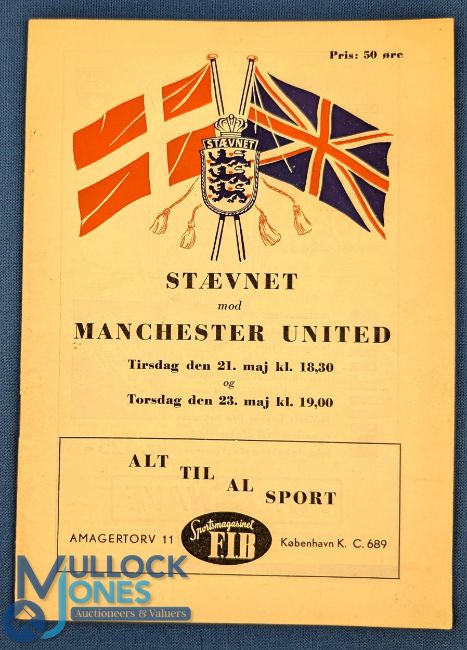 Pris: 50 øre
STÆVNET
STÆVNET
mod
MANCHESTER UNITED
Tirsdag den 21. maj kl. 18,30
og
Torsdag den 23. maj kl. 19,00
ALT TIL AL SPORT
AMAGERTORV 11 Sportsmagasinet FIB København K. C. 689
MULLOCK
JONES
Auctioneers & Valuers